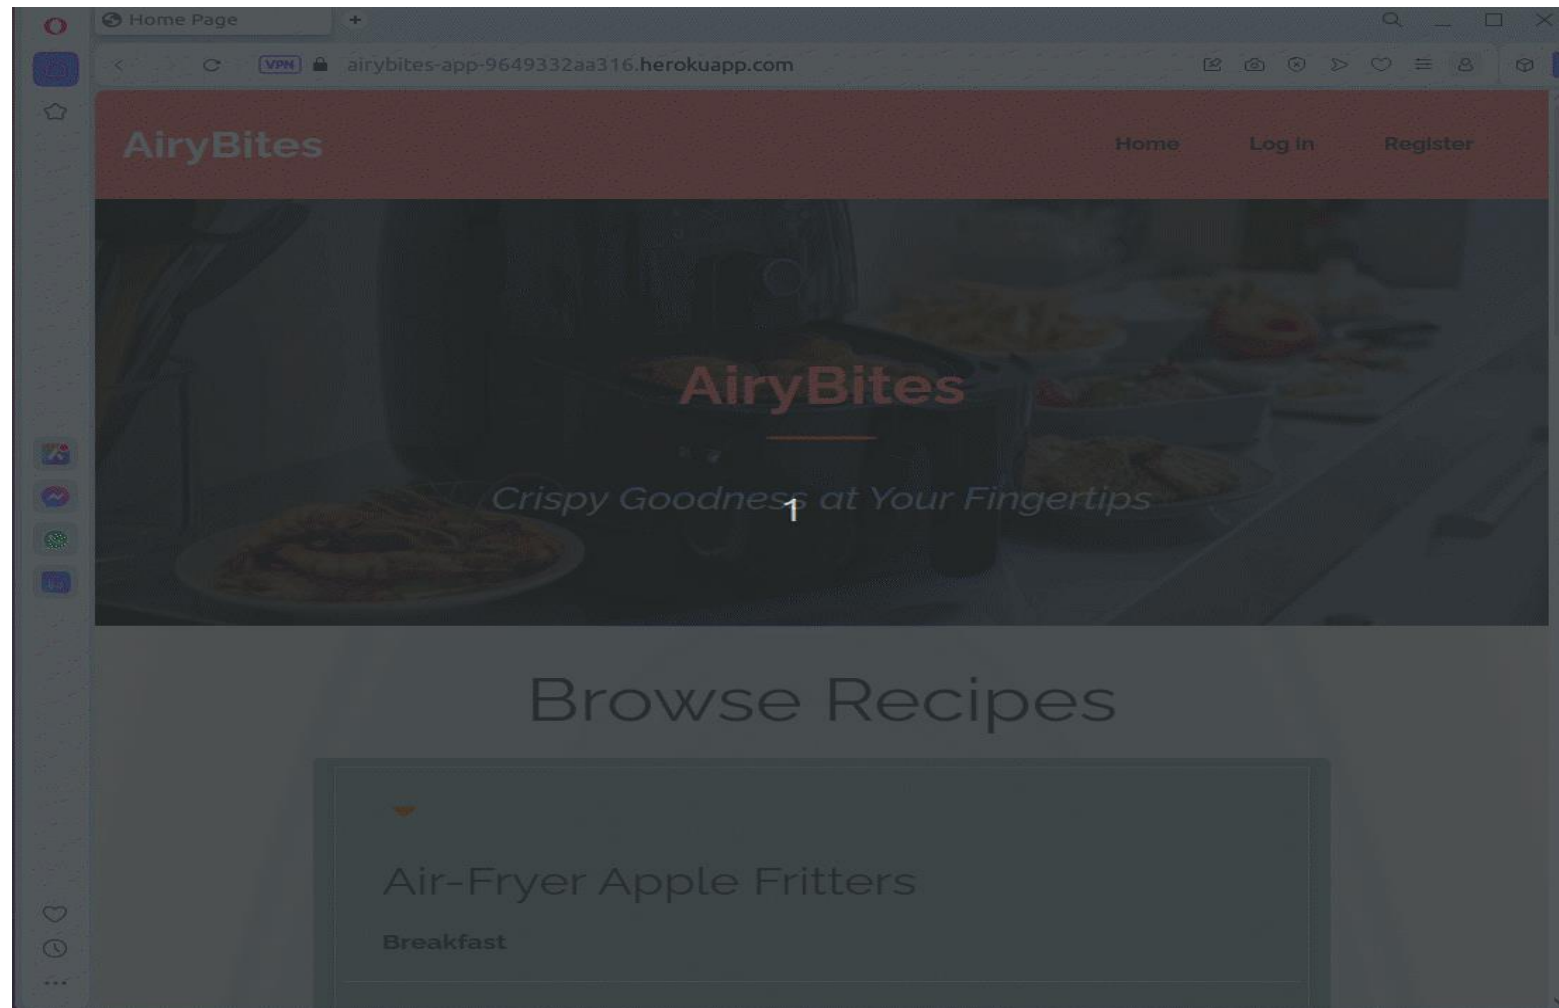 Home Page
VPN airybites-app-9649332aa316.herokuapp.com
AiryBites
Home Log in Register
AiryBites
Crispy Goodness at Your Fingertips
1
Browse Recipes
Air-Fryer Apple Fritters
Breakfast